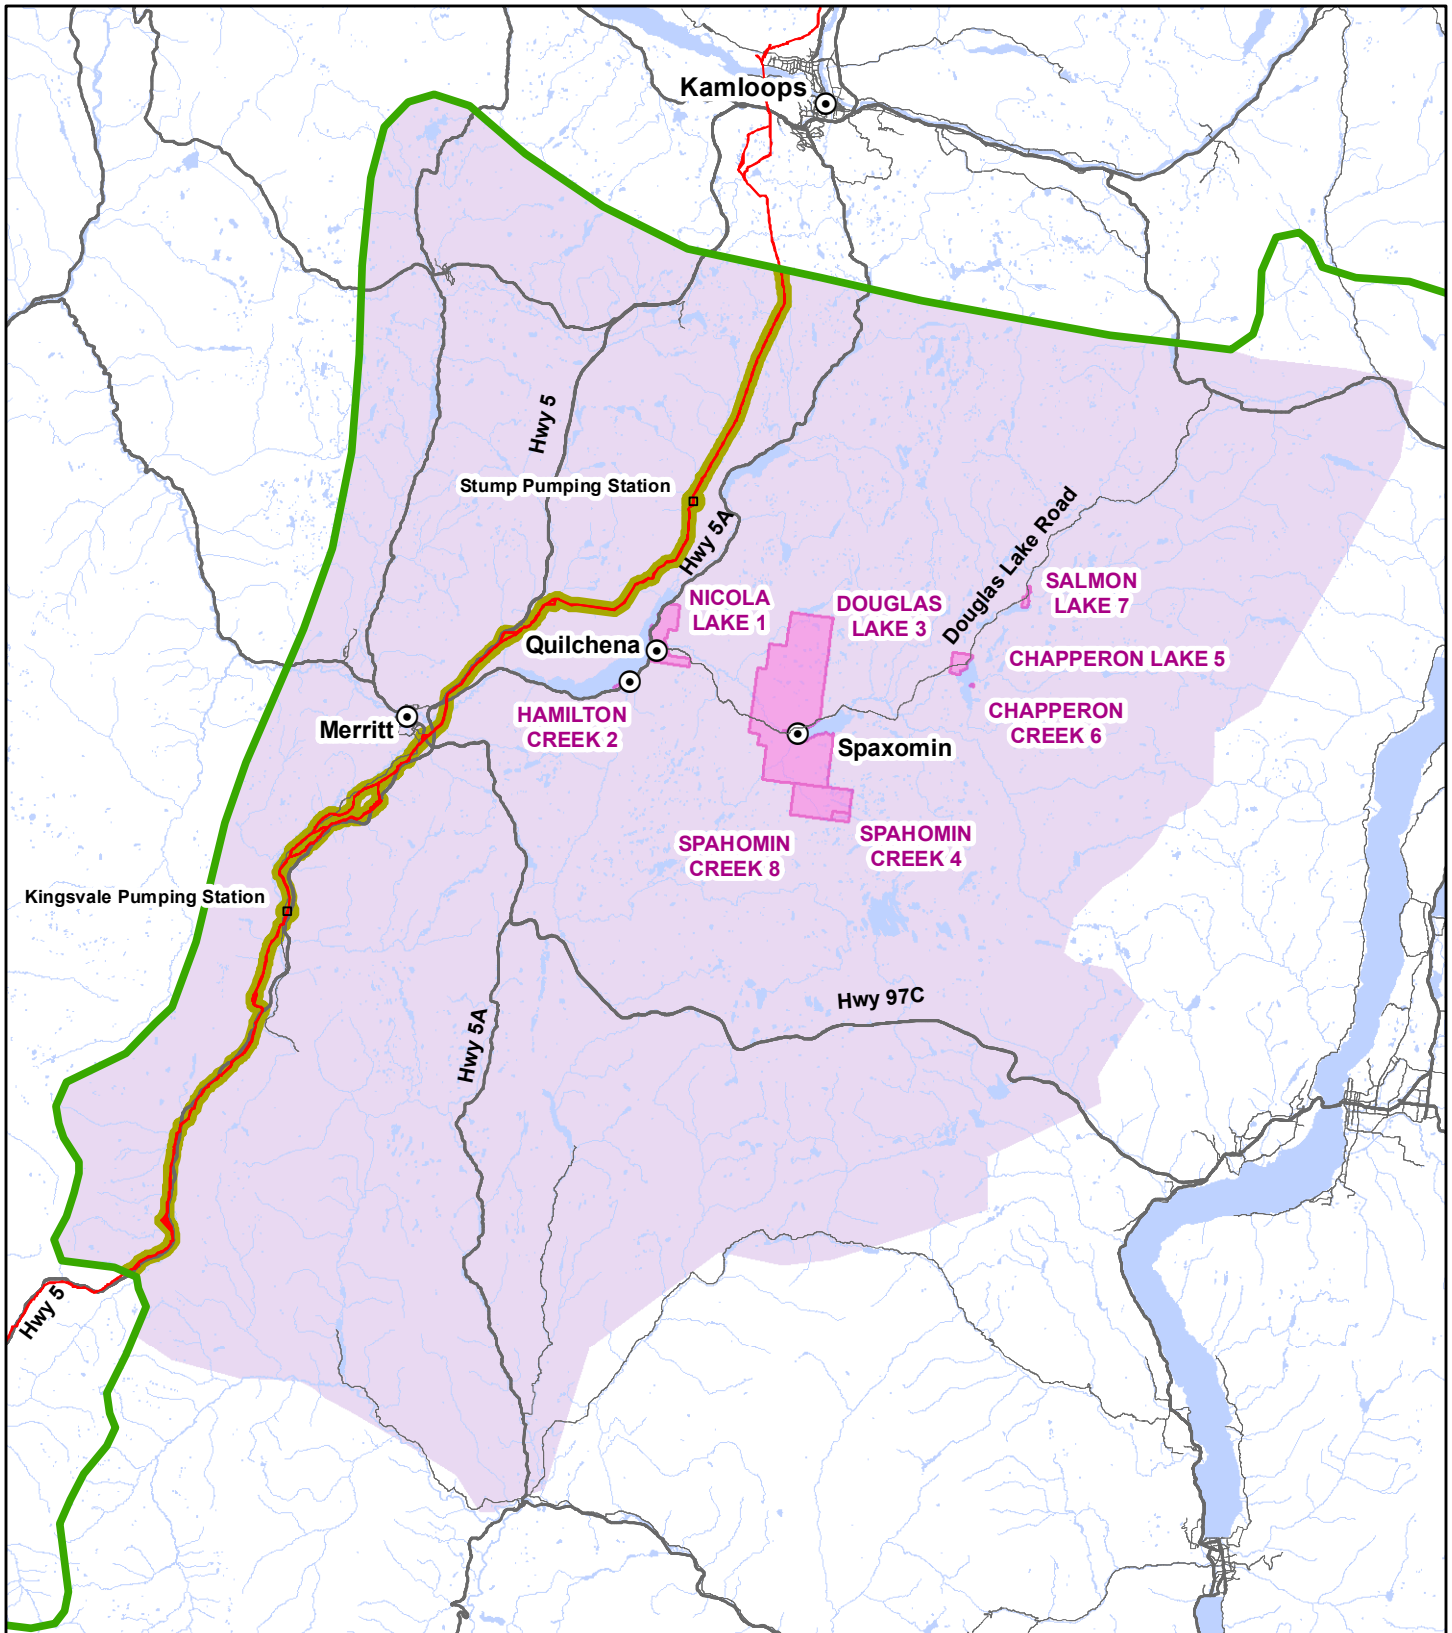 Kamloops
Hwy 5
Stump Pumping Station
Hwy 5A
Douglas Lake Road
NICOLA
LAKE 1
DOUGLAS
LAKE 3
SALMON
LAKE 7
Quilchena
CHAPPERON LAKE 5
HAMILTON
CREEK 2
CHAPPERON
CREEK 6
Merritt
Spaxomin
SPAHOMIN
CREEK 8
SPAHOMIN
CREEK 4
Kingsvale Pumping Station
Hwy 97C
Hwy 5A
Hwy 5